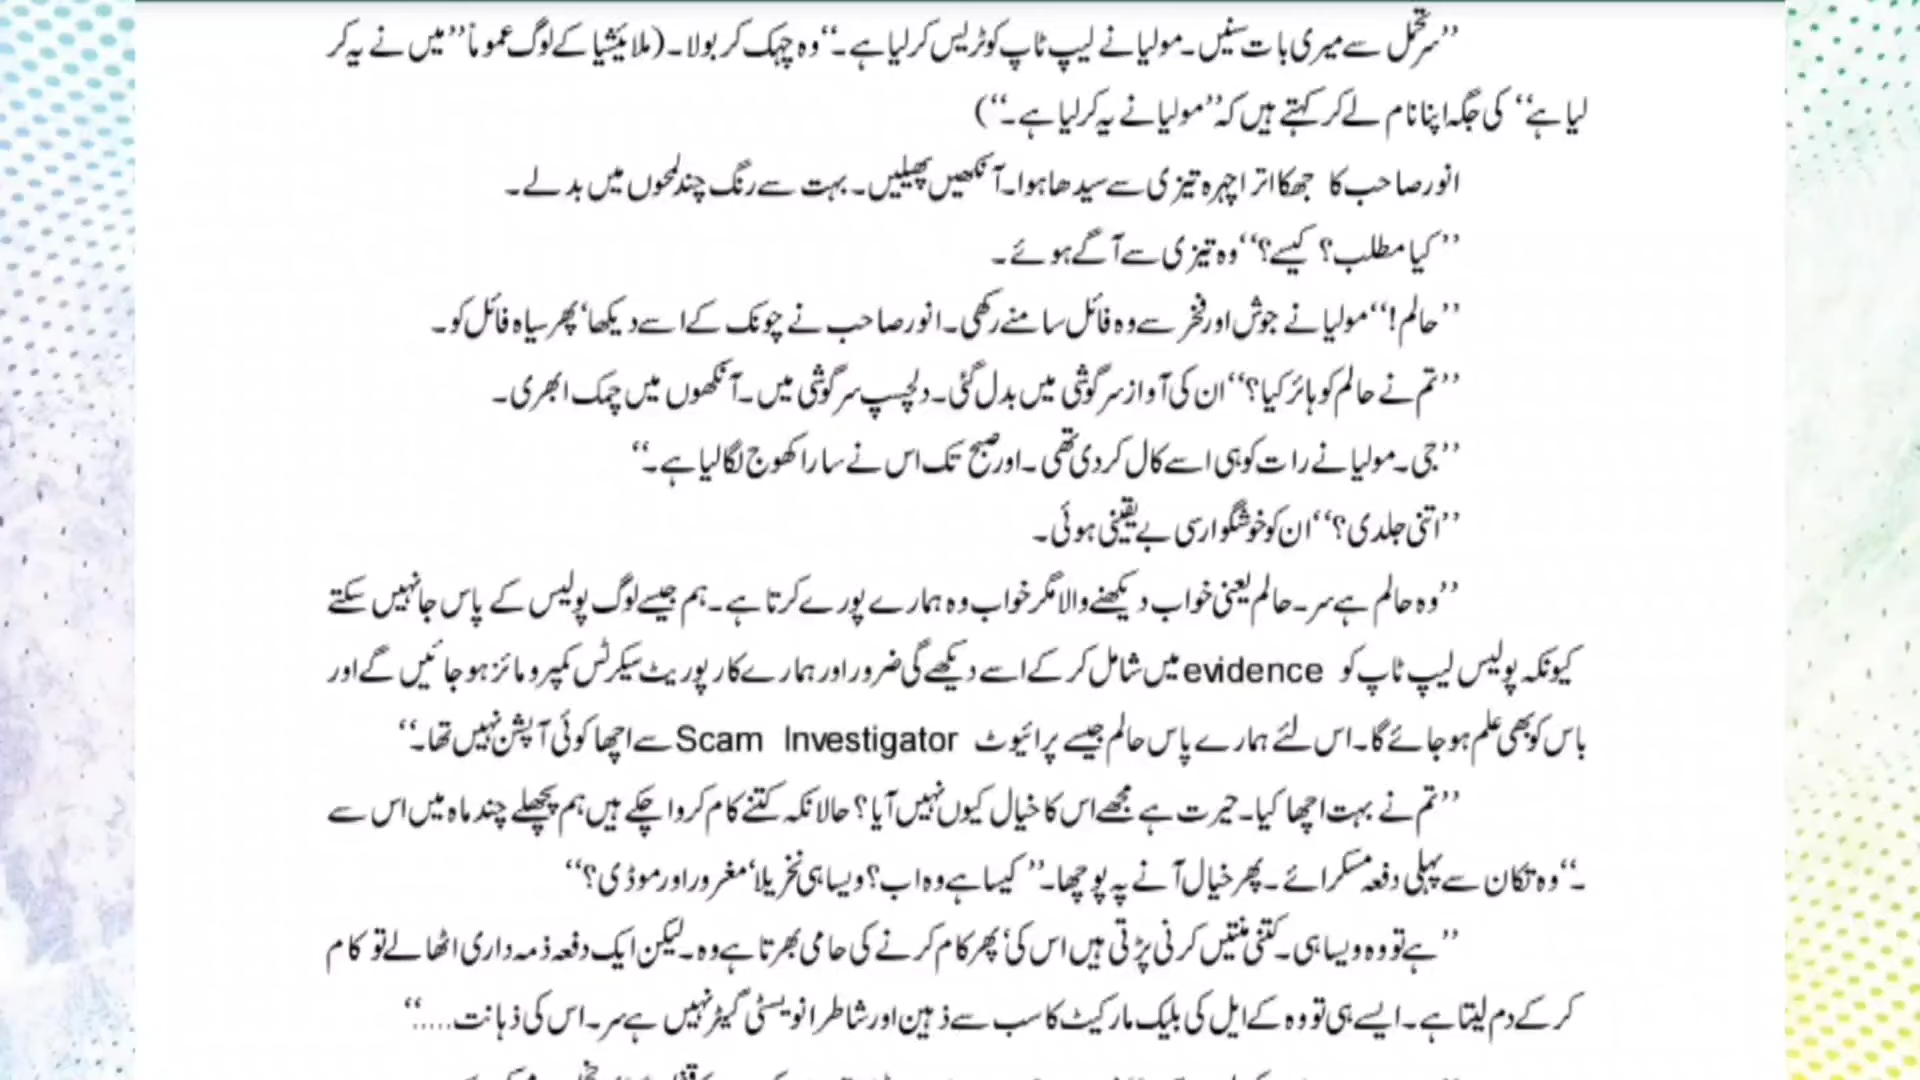 ’’سر تحمل سے میری بات سنیں۔ مولیا نے لیپ ٹاپ کو ٹریس کر لیا ہے۔‘‘ وہ چہک کر بولا۔ (ملائیشیا کے لوگ عموماً ’’میں نے یہ کر
لیا ہے‘‘ کی جگہ اپنا نام لے کر کہتے ہیں کہ ’’مولیا نے یہ کر لیا ہے۔‘‘)
انور صاحب کا جھکا اترا چہرہ تیزی سے سیدھا ہوا۔ آنکھیں پھیلیں۔ بہت سے رنگ چند لمحوں میں بدلے۔
’’کیا مطلب؟ کیسے؟‘‘ وہ تیزی سے آگے ہوئے۔
’’حالم!‘‘ مولیا نے جوش اور فخر سے وہ فائل سامنے رکھی۔ انور صاحب نے چونک کے اسے دیکھا‘ پھر سیاہ فائل کو۔
’’تم نے حالم کو ہائر کیا؟‘‘ ان کی آواز سرگوشی میں بدل گئی۔ دلچسپ سرگوشی میں۔ آنکھوں میں چمک ابھری۔
’’جی۔ مولیا نے رات کو ہی اسے کال کر دی تھی۔ اور صبح تک اس نے سارا کھوج لگا لیا ہے۔‘‘
’’اتنی جلدی؟‘‘ ان کو خوشگوار سی بے یقینی ہوئی۔
’’وہ حالم ہے سر۔ حالم یعنی خواب دیکھنے والا مگر خواب وہ ہمارے پورے کرتا ہے۔ ہم جیسے لوگ پولیس کے پاس جا نہیں سکتے
کیونکہ پولیس لیپ ٹاپ کو evidence میں شامل کر کے اسے دیکھے گی ضرور اور ہمارے کارپوریٹ سیکرٹس کمپرومائز ہو جائیں گے اور
باس کو بھی علم ہو جائے گا۔ اس لئے ہمارے پاس حالم جیسے پرائیوٹ Scam Investigator سے اچھا کوئی آپشن نہیں تھا۔‘‘
’’تم نے بہت اچھا کیا۔ حیرت ہے مجھے اس کا خیال کیوں نہیں آیا؟ حالانکہ کتنے کام کروا چکے ہیں ہم پچھلے چند ماہ میں اس سے
۔‘‘ وہ تکان سے پہلی دفعہ مسکرائے۔ پھر خیال آنے پہ پوچھا۔ ’’کیسا ہے وہ اب؟ ویسا ہی نخریلا‘ مغرور اور موڈی؟‘‘
’’ہے تو وہ ویسا ہی۔ کتنی منتیں کرنی پڑتی ہیں اس کی‘ پھر کام کرنے کی حامی بھرتا ہے وہ۔ لیکن ایک دفعہ ذمہ داری اٹھا لے تو کام
کر کے دم لیتا ہے۔ ایسے ہی تو وہ کے ایل کی بلیک مارکیٹ کا سب سے ذہین اور شاطر انویسٹی گیٹر نہیں ہے سر۔ اس کی ذہانت.....‘‘